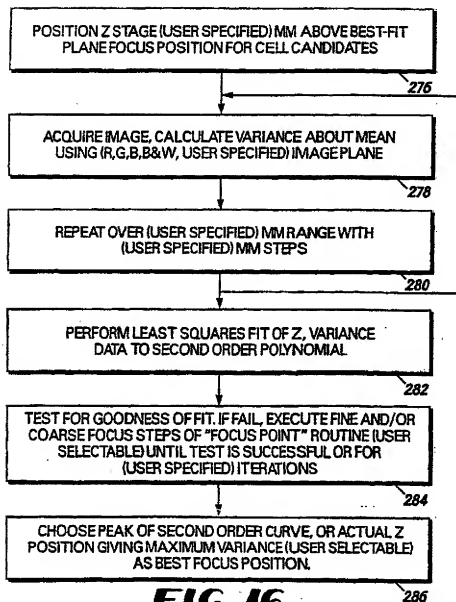 POSITION Z STAGE (USER SPECIFIED) MM ABOVE BEST-FIT
PLANE FOCUS POSITION FOR CELL CANDIDATES
276
ACQUIRE IMAGE, CALCULATE VARIANCE ABOUT MEAN
USING (R,G,B,B&W, USER SPECIFIED) IMAGE PLANE
278
REPEAT OVER (USER SPECIFIED) MM RANGE WITH
(USER SPECIFIED) MM STEPS
280
PERFORM LEAST SQUARES FIT OF Z, VARIANCE
DATA TO SECOND ORDER POLYNOMIAL
282
TEST FOR GOODNESS OF FIT. IF FAIL, EXECUTE FINE AND/OR
COARSE FOCUS STEPS OF "FOCUS POINT" ROUTINE (USER
SELECTABLE) UNTIL TEST IS SUCCESSFUL OR FOR
(USER SPECIFIED) ITERATIONS
284
CHOOSE PEAK OF SECOND ORDER CURVE, OR ACTUAL Z
POSITION GIVING MAXIMUM VARIANCE (USER SELECTABLE)
AS BEST FOCUS POSITION.
286
FIG. 16